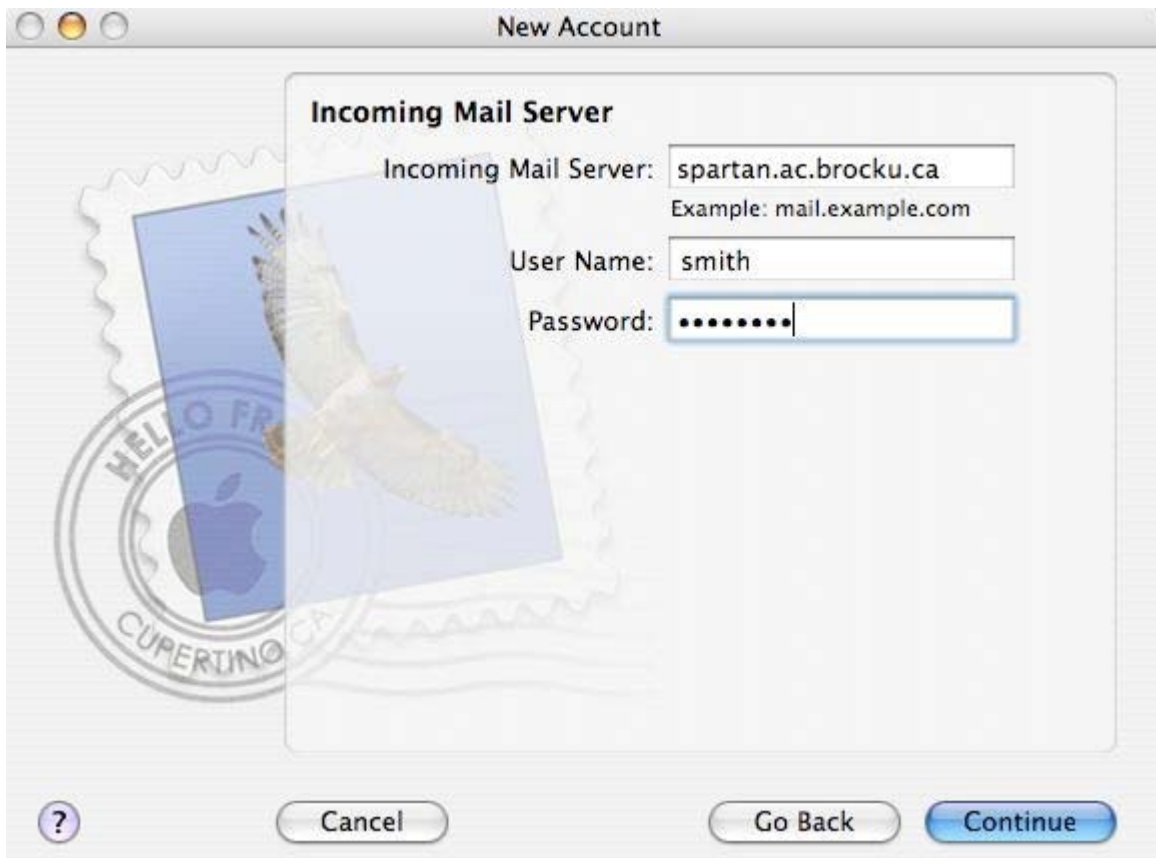 New Account
Incoming Mail Server
Incoming Mail Server: spartan.ac.brocku.ca
Example: mail.example.com
User Name: smith
Password: ••••••••
HELLO FR
CUPERTINO CA
? Cancel Go Back Continue